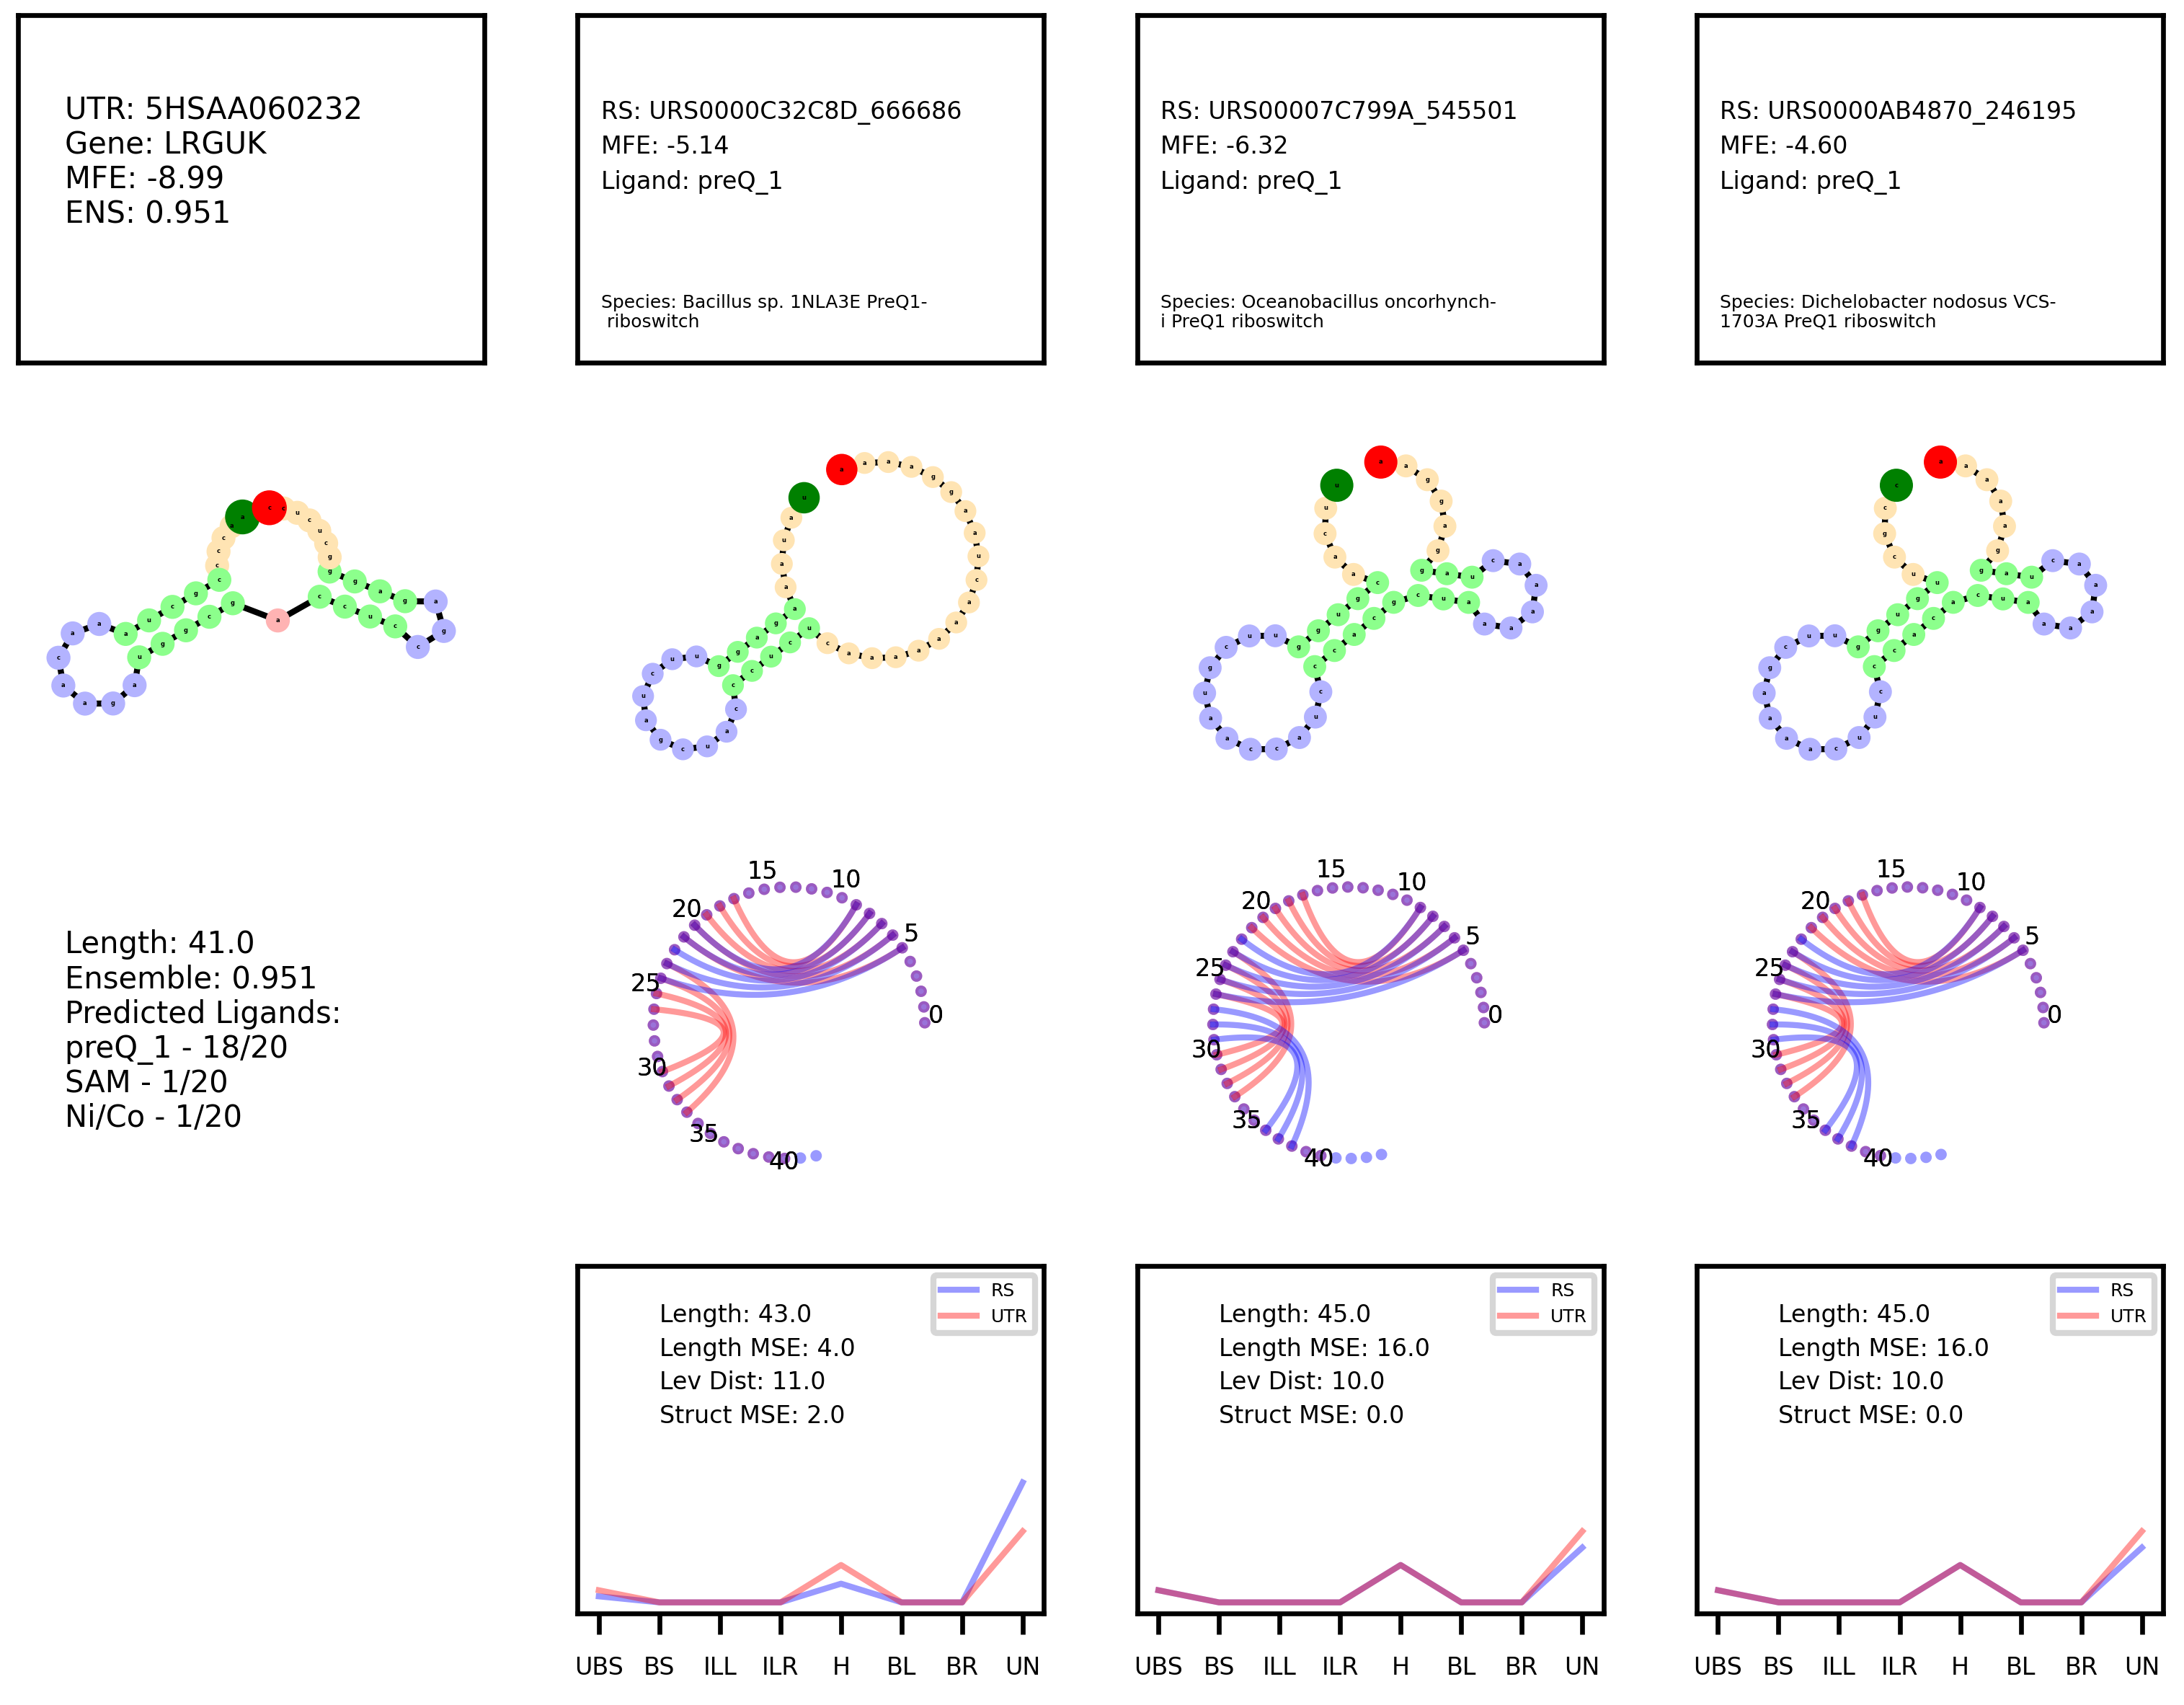 UTR: 5HSAA060232
Gene: LRGUK
MFE: -8.99
ENS: 0.951
RS: URS0000C32C8D_666686
MFE: -5.14
Ligand: preQ_1
Species: Bacillus sp. 1NLA3E PreQ1-
riboswitch
RS: URS00007C799A_545501
MFE: -6.32
Ligand: preQ_1
Species: Oceanobacillus oncorhynch-
i PreQ1 riboswitch
RS: URS0000AB4870_246195
MFE: -4.60
Ligand: preQ_1
Species: Dichelobacter nodosus VCS-
1703A PreQ1 riboswitch
Length: 41.0
Ensemble: 0.951
Predicted Ligands:
preQ_1 - 18/20
SAM - 1/20
Ni/Co - 1/20
0
5
10
15
20
25
30
35
40
0
5
10
15
20
25
30
35
40
0
5
10
15
20
25
30
35
40
RS
UTR
Length: 43.0
Length MSE: 4.0
Lev Dist: 11.0
Struct MSE: 2.0
UBS BS ILL ILR H BL BR UN
RS
UTR
Length: 45.0
Length MSE: 16.0
Lev Dist: 10.0
Struct MSE: 0.0
UBS BS ILL ILR H BL BR UN
RS
UTR
Length: 45.0
Length MSE: 16.0
Lev Dist: 10.0
Struct MSE: 0.0
UBS BS ILL ILR H BL BR UN